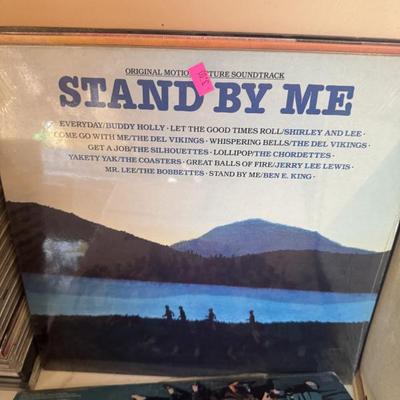 ORIGINAL MOTION PICTURE SOUNDTRACK
STAND BY ME
EVERYDAY/BUDDY HOLLY · LET THE GOOD TIMES ROLL/SHIRLEY AND LEE ·
COME GO WITH ME/THE DEL VIKINGS · WHISPERING BELLS/THE DEL VIKINGS ·
GET A JOB/THE SILHOUETTES · LOLLIPOP/THE CHORDETTES ·
YAKETY YAK/THE COASTERS · GREAT BALLS OF FIRE/JERRY LEE LEWIS ·
MR. LEE/THE BOBBETTES · STAND BY ME/BEN E. KING ·